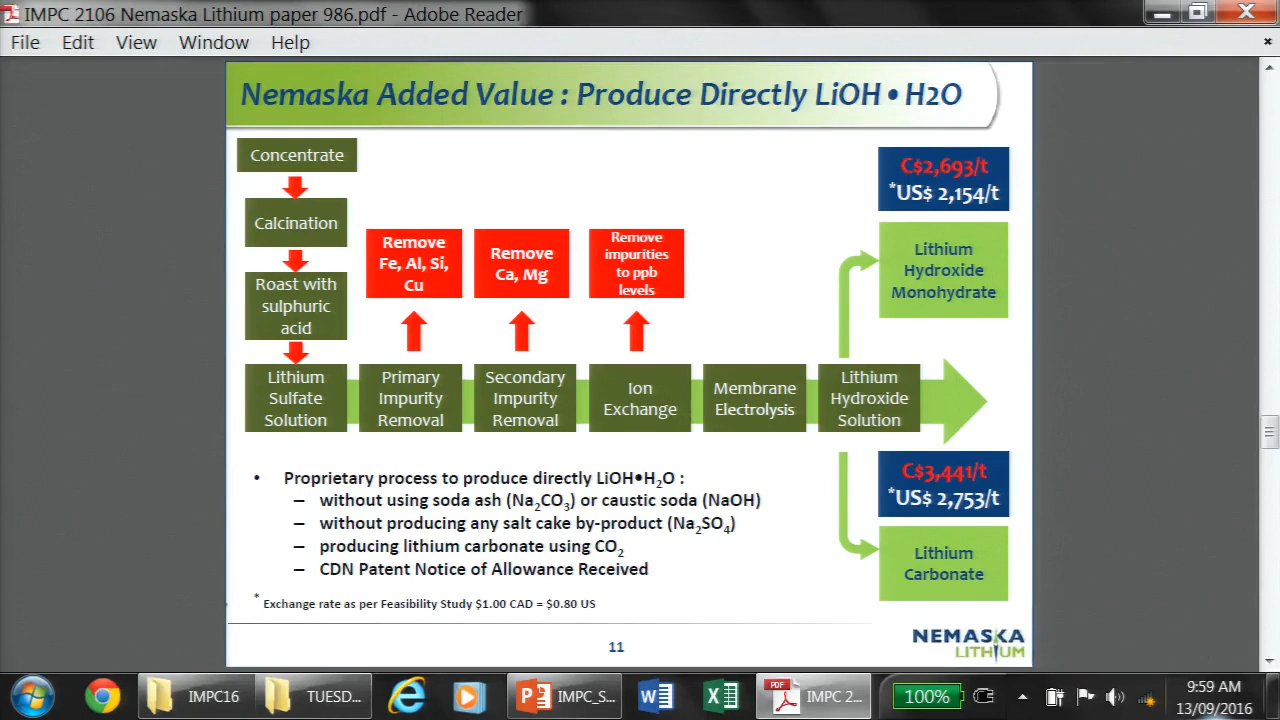 IMPC 2106 Nemaska Lithium paper 986.pdf - Adobe Reader
File Edit View Window Help
Nemaska Added Value : Produce Directly LiOH • H2O
Concentrate
Calcination
Roast with
sulphuric
acid
Remove
Fe, Al, Si,
Cu
Remove
Ca, Mg
Remove
impurities
to ppb
levels
C$2,693/t
*US$ 2,154/t
Lithium
Hydroxide
Monohydrate
Lithium
Sulfate
Solution
Primary
Impurity
Removal
Secondary
Impurity
Removal
Ion
Exchange
Membrane
Electrolysis
Lithium
Hydroxide
Solution
C$3,441/t
*US$ 2,753/t
Lithium
Carbonate
• Proprietary process to produce directly LiOH•H₂O :
– without using soda ash (Na₂CO₃) or caustic soda (NaOH)
– without producing any salt cake by-product (Na₂SO₄)
– producing lithium carbonate using CO₂
– CDN Patent Notice of Allowance Received
* Exchange rate as per Feasibility Study $1.00 CAD = $0.80 US
11
NEMASKA
LITHIUM
IMPC16
TUESD...
IMPC_S...
PDF
IMPC 2...
100%
9:59 AM
13/09/2016